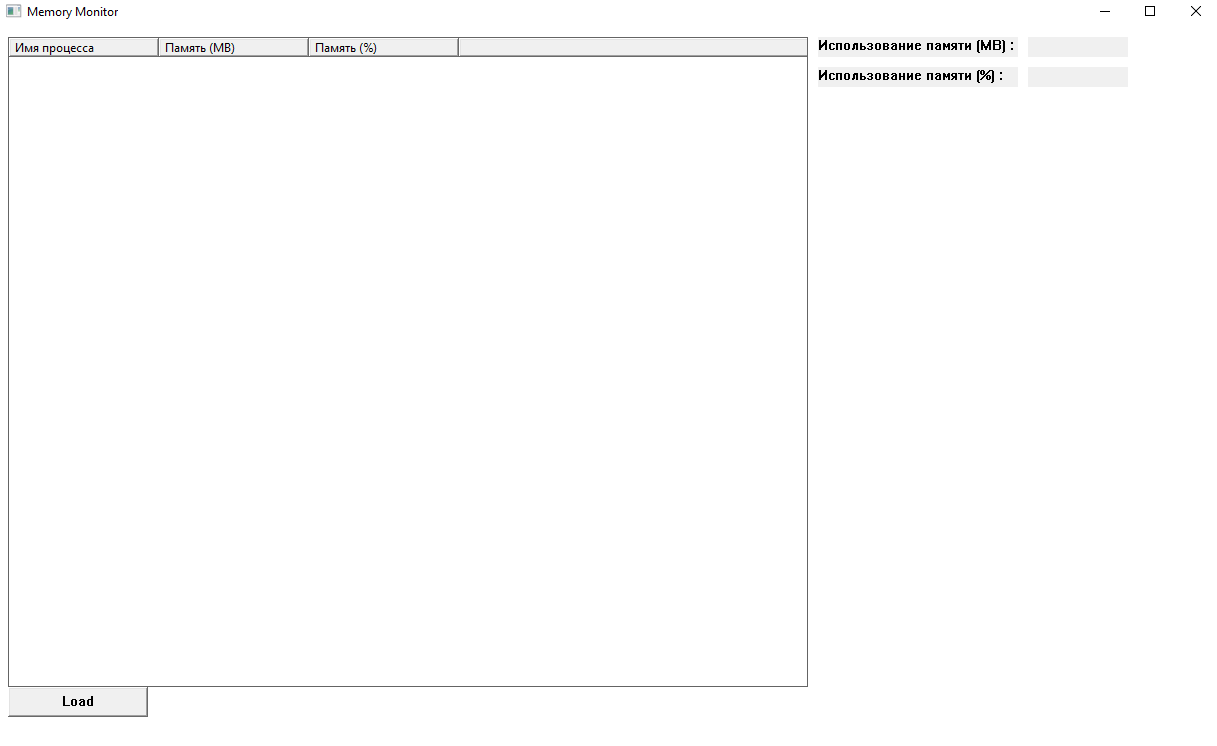 Memory Monitor
Имя процесса Память (MB) Память (%)
Использование памяти (MB) :
Использование памяти (%) :
Load